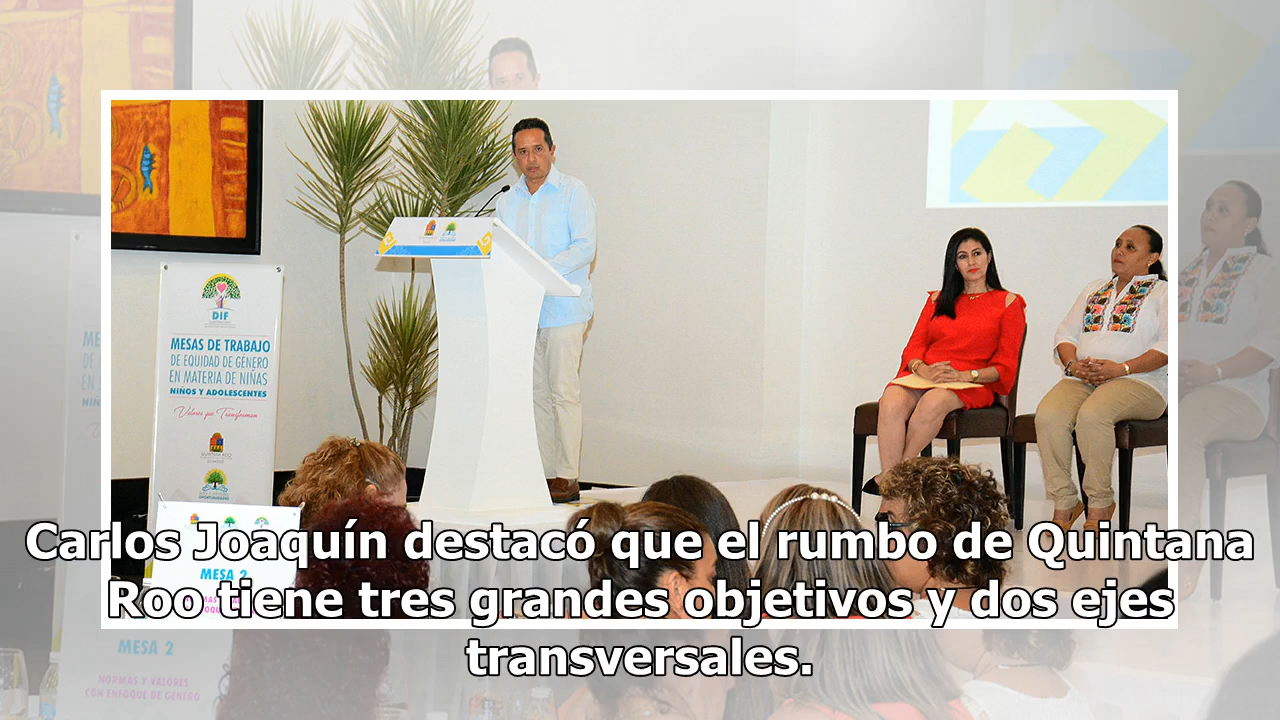 DIF
MESAS DE TRABAJO
DE EQUIDAD DE GÉNERO
EN MATERIA DE NIÑAS
NIÑOS Y ADOLESCENTES
Valores que Transforman
QUINTANA ROO
MESA 2
Carlos Joaquín destacó que el rumbo de Quintana
Roo tiene tres grandes objetivos y dos ejes
transversales.
MESA 2
NORMAS Y VALORES
CON ENFOQUE DE GÉNERO